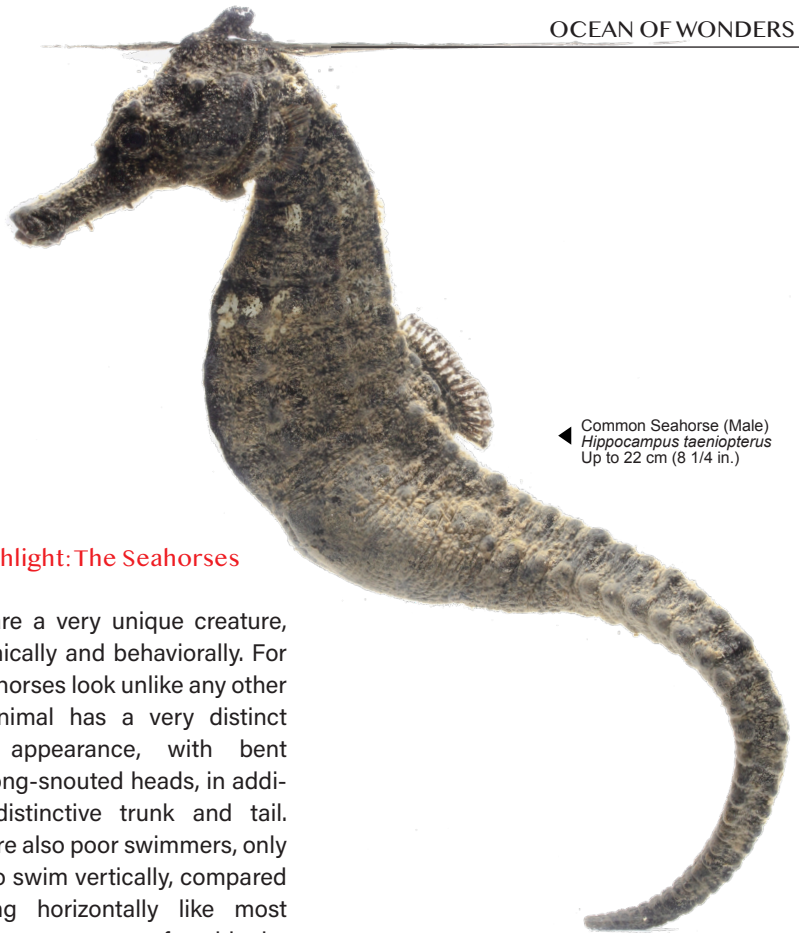 OCEAN OF WONDERS
Common Seahorse (Male)
Hippocampus taeniopterus
Up to 22 cm (8 1/4 in.)
hlight: The Seahorses
are a very unique creature,
nically and behaviorally. For
horses look unlike any other
nimal has a very distinct
appearance, with bent
ong-snouted heads, in addi-
distinctive trunk and tail.
re also poor swimmers, only
o swim vertically, compared
ng horizontally like most